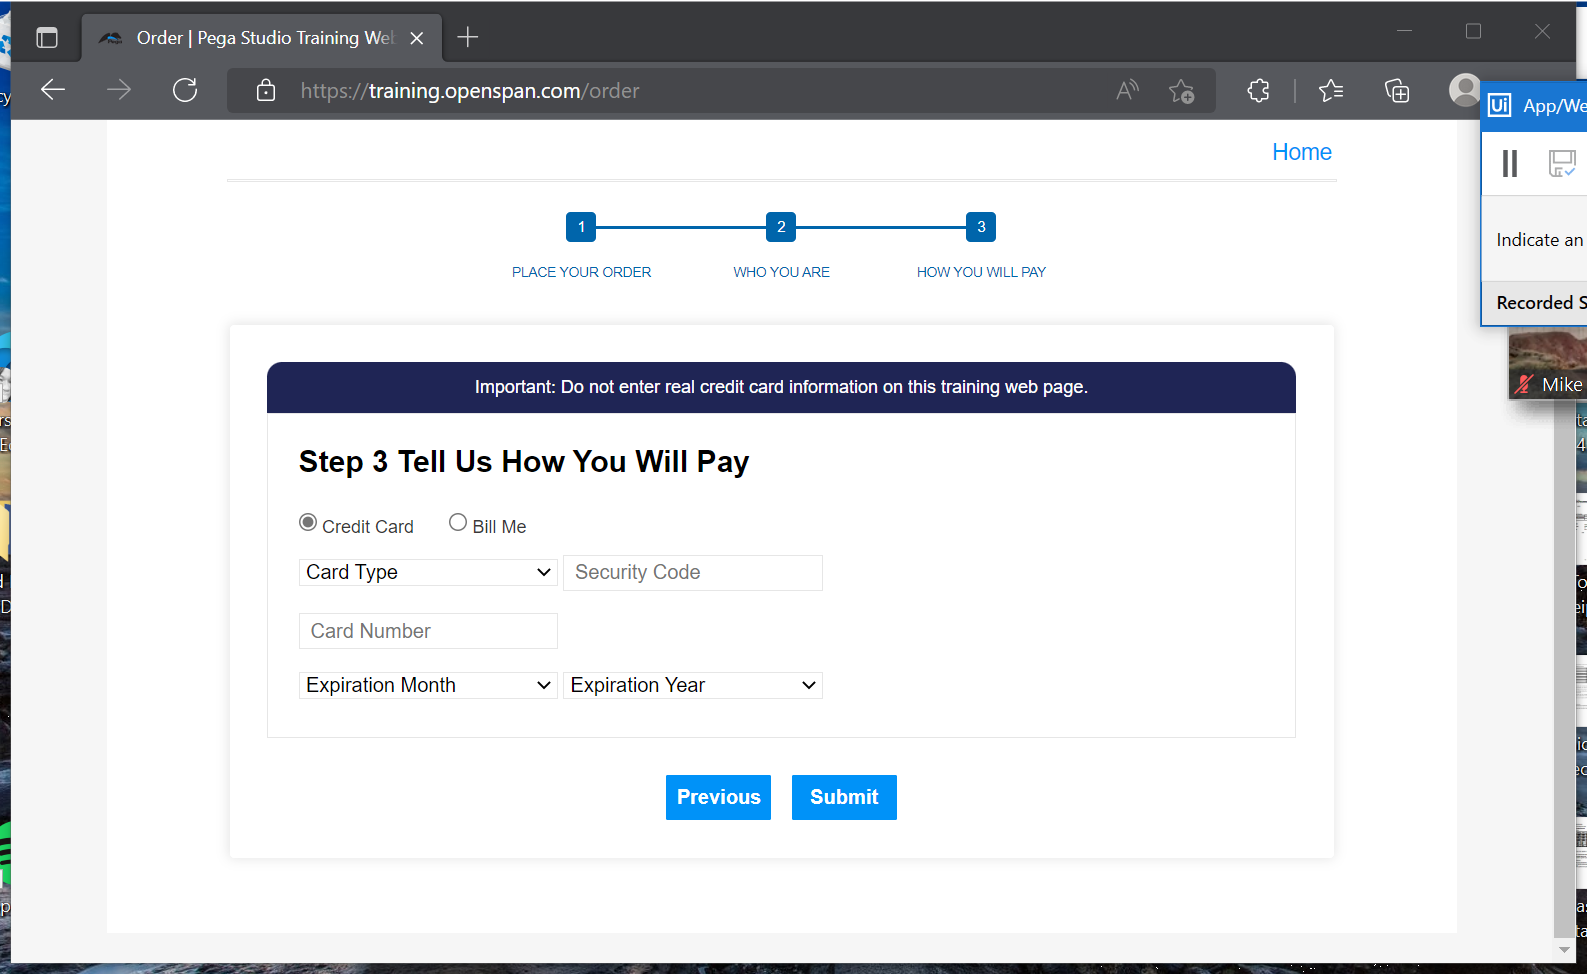 Order | Pega Studio Training Web
https://training.openspan.com/order
Ui App/We
Home
Indicate an
Recorded S
1 2 3
PLACE YOUR ORDER WHO YOU ARE HOW YOU WILL PAY
Mike
Important: Do not enter real credit card information on this training web page.
Step 3 Tell Us How You Will Pay
Credit Card Bill Me
Card Type Security Code
Card Number
Expiration Month Expiration Year
Previous Submit